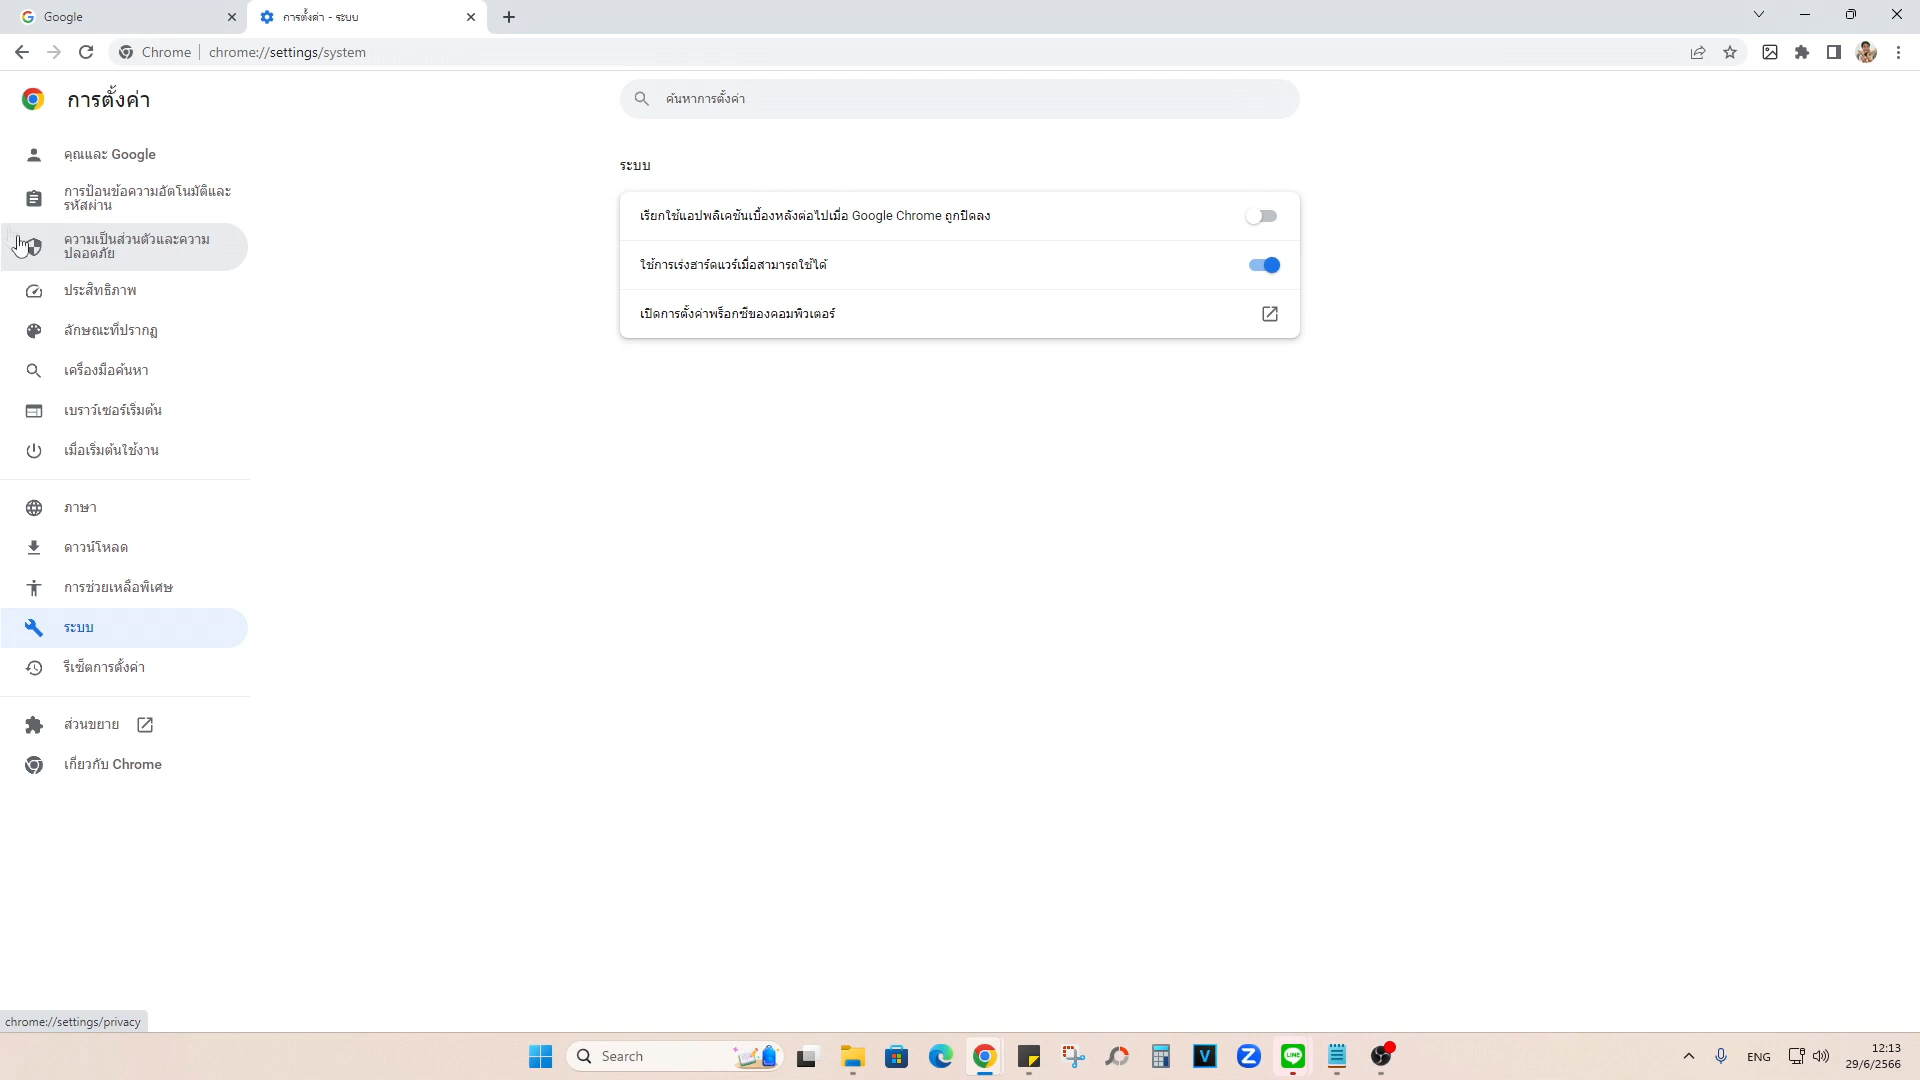 Google
การตั้งค่า - ระบบ
Chrome
chrome://settings/system
การตั้งค่า
ค้นหาการตั้งค่า
คุณและ Google
การป้อนข้อความอัตโนมัติและ
รหัสผ่าน
ความเป็นส่วนตัวและความ
ปลอดภัย
ประสิทธิภาพ
ลักษณะที่ปรากฏ
เครื่องมือค้นหา
เบราว์เซอร์เริ่มต้น
เมื่อเริ่มต้นใช้งาน
ภาษา
ดาวน์โหลด
การช่วยเหลือพิเศษ
ระบบ
รีเซ็ตการตั้งค่า
ส่วนขยาย
เกี่ยวกับ Chrome
ระบบ
เรียกใช้แอปพลิเคชันเบื้องหลังต่อไปเมื่อ Google Chrome ถูกปิดลง
ใช้การเร่งฮาร์ดแวร์เมื่อสามารถใช้ได้
เปิดการตั้งค่าพร็อกซีของคอมพิวเตอร์
chrome://settings/privacy
Search
V
Z
LINE
ENG
12:13
29/6/2566